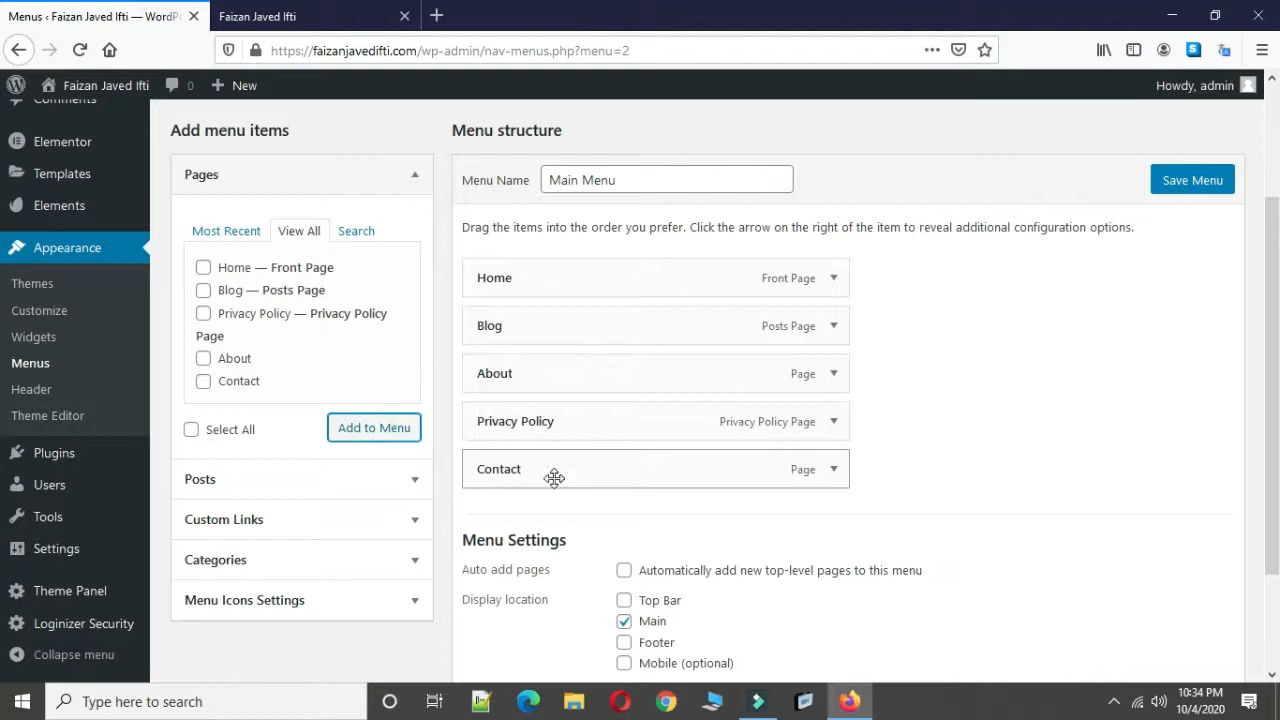 Menus ‹ Faizan Javed Ifti — WordPr
Faizan Javed Ifti
https://faizanjavedifti.com/wp-admin/nav-menus.php?menu=2
Faizan Javed Ifti
0
New
Howdy, admin
Comments
Elementor
Templates
Elements
Appearance
Themes
Customize
Widgets
Menus
Header
Theme Editor
Plugins
Users
Tools
Settings
Theme Panel
Loginizer Security
Collapse menu
Add menu items
Pages
Most Recent
View All
Search
Home — Front Page
Blog — Posts Page
Privacy Policy — Privacy Policy
Page
About
Contact
Select All
Add to Menu
Posts
Custom Links
Categories
Menu Icons Settings
Menu structure
Menu Name
Main Menu
Save Menu
Drag the items into the order you prefer. Click the arrow on the right of the item to reveal additional configuration options.
Home
Front Page
Blog
Posts Page
About
Page
Privacy Policy
Privacy Policy Page
Contact
Page
Menu Settings
Auto add pages
Automatically add new top-level pages to this menu
Display location
Top Bar
Main
Footer
Mobile (optional)
Type here to search
10:34 PM
10/4/2020